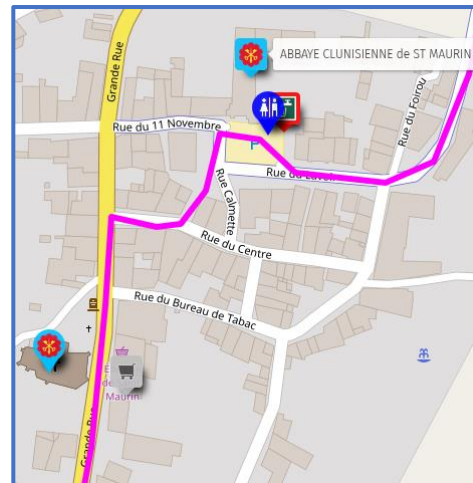 ABBAYE CLUNISIENNE de ST MAURIN
Grande Rue
Rue du 11 Novembre
P
Rue du Foirou
Rue du Lavoir
Rue Calmette
Rue du Centre
Rue du Bureau de Tabac
Maurin
Grande Rue